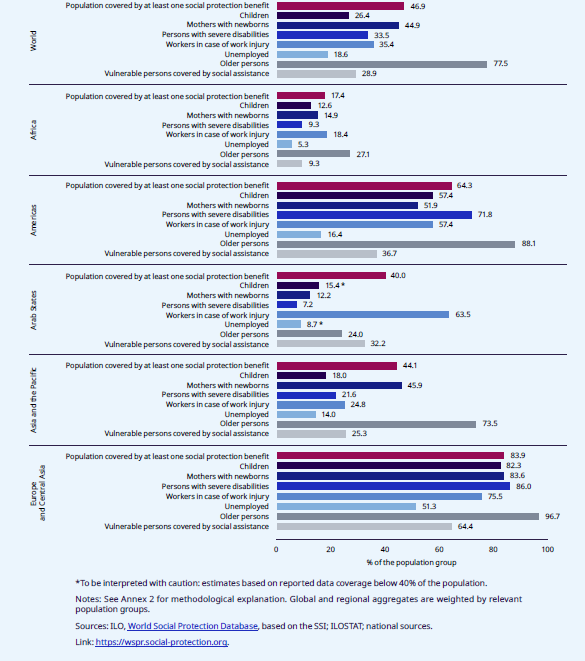 World
Population covered by at least one social protection benefit 46.9
Children 26.4
Mothers with newborns 44.9
Persons with severe disabilities 33.5
Workers in case of work injury 35.4
Unemployed 18.6
Older persons 77.5
Vulnerable persons covered by social assistance 28.9
Africa
Population covered by at least one social protection benefit 17.4
Children 12.6
Mothers with newborns 14.9
Persons with severe disabilities 9.3
Workers in case of work injury 18.4
Unemployed 5.3
Older persons 27.1
Vulnerable persons covered by social assistance 9.3
Americas
Population covered by at least one social protection benefit 64.3
Children 57.4
Mothers with newborns 51.9
Persons with severe disabilities 71.8
Workers in case of work injury 57.4
Unemployed 16.4
Older persons 88.1
Vulnerable persons covered by social assistance 36.7
Arab States
Population covered by at least one social protection benefit 40.0
Children 15.4 *
Mothers with newborns 12.2
Persons with severe disabilities 7.2
Workers in case of work injury 63.5
Unemployed 8.7 *
Older persons 24.0
Vulnerable persons covered by social assistance 32.2
Asia and the Pacific
Population covered by at least one social protection benefit 44.1
Children 18.0
Mothers with newborns 45.9
Persons with severe disabilities 21.6
Workers in case of work injury 24.8
Unemployed 14.0
Older persons 73.5
Vulnerable persons covered by social assistance 25.3
Europe
and Central Asia
Population covered by at least one social protection benefit 83.9
Children 82.3
Mothers with newborns 83.6
Persons with severe disabilities 86.0
Workers in case of work injury 75.5
Unemployed 51.3
Older persons 96.7
Vulnerable persons covered by social assistance 64.4
0 20 40 60 80 100
% of the population group
*To be interpreted with caution: estimates based on reported data coverage below 40% of the population.
Notes: See Annex 2 for methodological explanation. Global and regional aggregates are weighted by relevant
population groups.
Sources: ILO, World Social Protection Database, based on the SSI; ILOSTAT; national sources.
Link: https://wspr.social-protection.org.